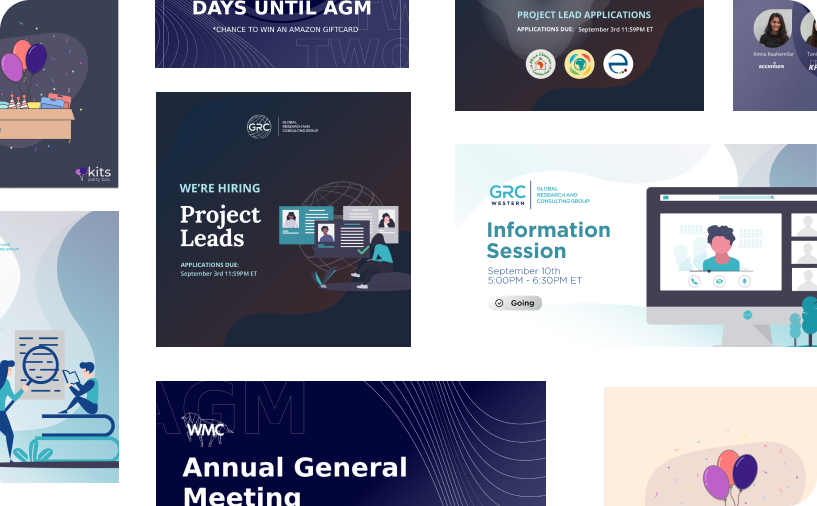 DAYS UNTIL AGM
*CHANCE TO WIN AN AMAZON GIFTCARD
TWO
PROJECT LEAD APPLICATIONS
APPLICATIONS DUE: September 3rd 11:59PM ET
Kimia Kashemifar
accenture
kits
party box
GRC
GLOBAL
RESEARCH AND
CONSULTING GROUP
WE'RE HIRING
Project
Leads
APPLICATIONS DUE:
September 3rd 11:59PM ET
GRC
WESTERN
GLOBAL
RESEARCH AND
CONSULTING GROUP
Information
Session
September 10th
5:00PM - 6:30PM ET
Going
AGM
WMC
Annual General
Meeting